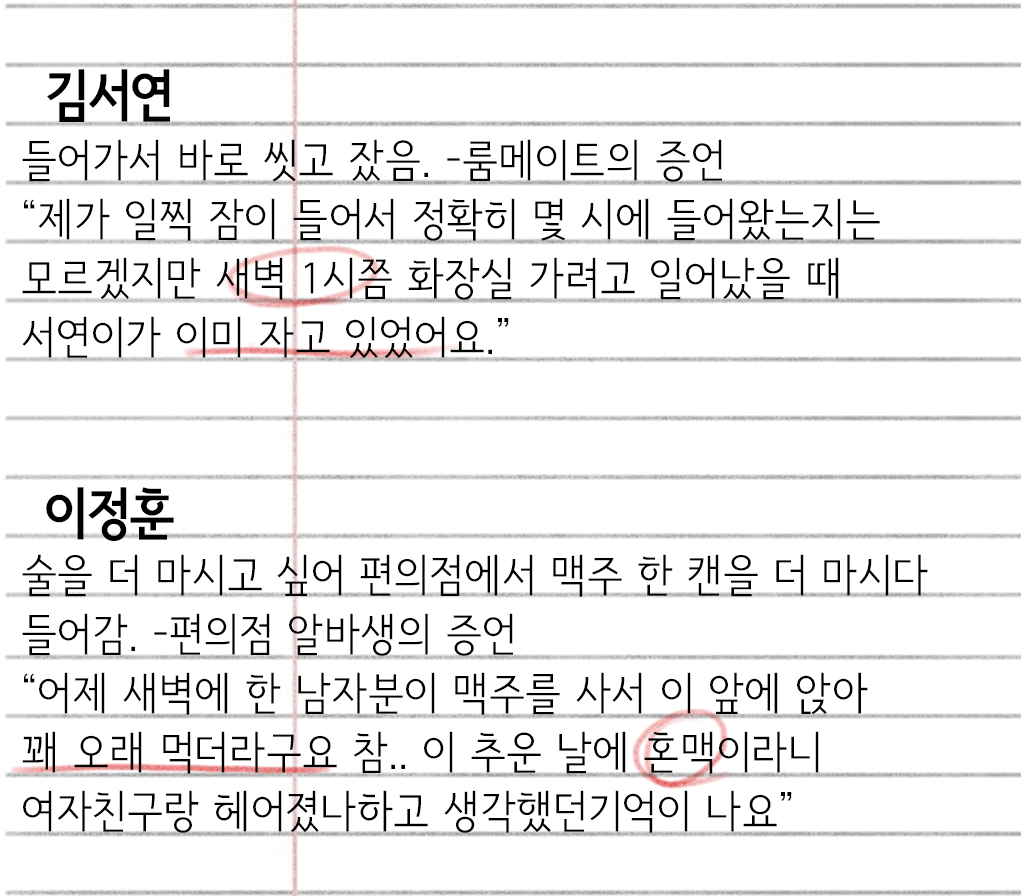 김서연
들어가서 바로 씻고 잤음. -룸메이트의 증언
“제가 일찍 잠이 들어서 정확히 몇 시에 들어왔는지는
모르겠지만 새벽 1시쯤 화장실 가려고 일어났을 때
서연이가 이미 자고 있었어요.”
이정훈
술을 더 마시고 싶어 편의점에서 맥주 한 캔을 더 마시다
들어감. -편의점 알바생의 증언
“어제 새벽에 한 남자분이 맥주를 사서 이 앞에 앉아
꽤 오래 먹더라구요 참.. 이 추운 날에 혼맥이라니
여자친구랑 헤어졌나하고 생각했던기억이 나요”